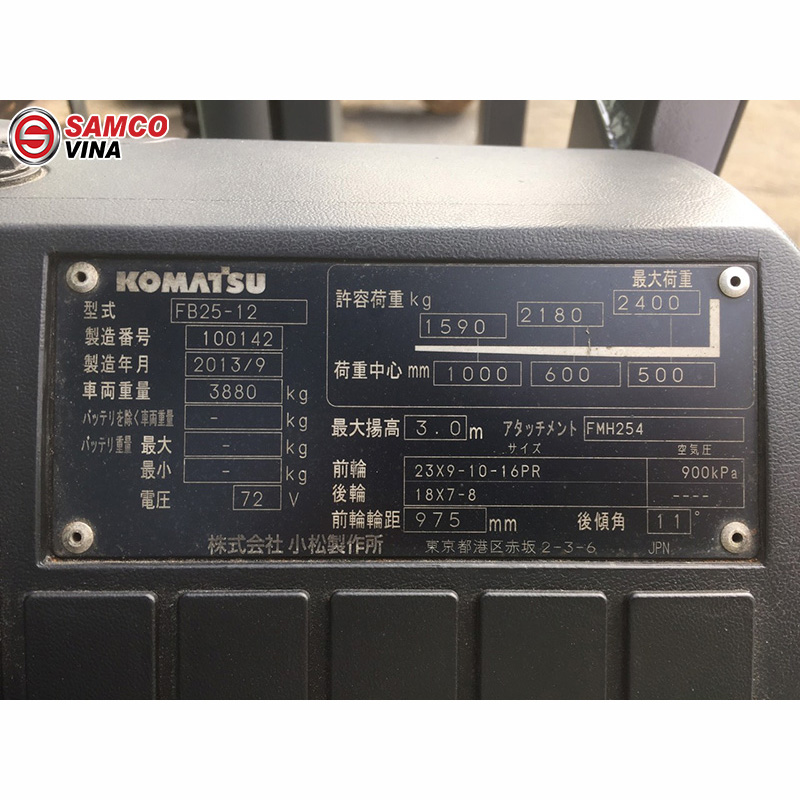 SAMCO
VINA
KOMATSU
型式 FB25-12
製造番号 100142
製造年月 2013/9
車両重量 3880 kg
バッテリを除く車両重量 - kg
バッテリ重量 最大 - kg
最小 - kg
電圧 72 V
最大荷重
許容荷重 kg 1590 2180 2400
荷重中心 mm 1000 600 500
最大揚高 3.0 m アタッチメント FMH254
サイズ 空気圧
前輪 23X9-10-16PR 900kPa
後輪 18X7-8 ----
前輪輪距 975 mm 後傾角 11°
株式会社 小松製作所 東京都港区赤坂 2-3-6 JPN